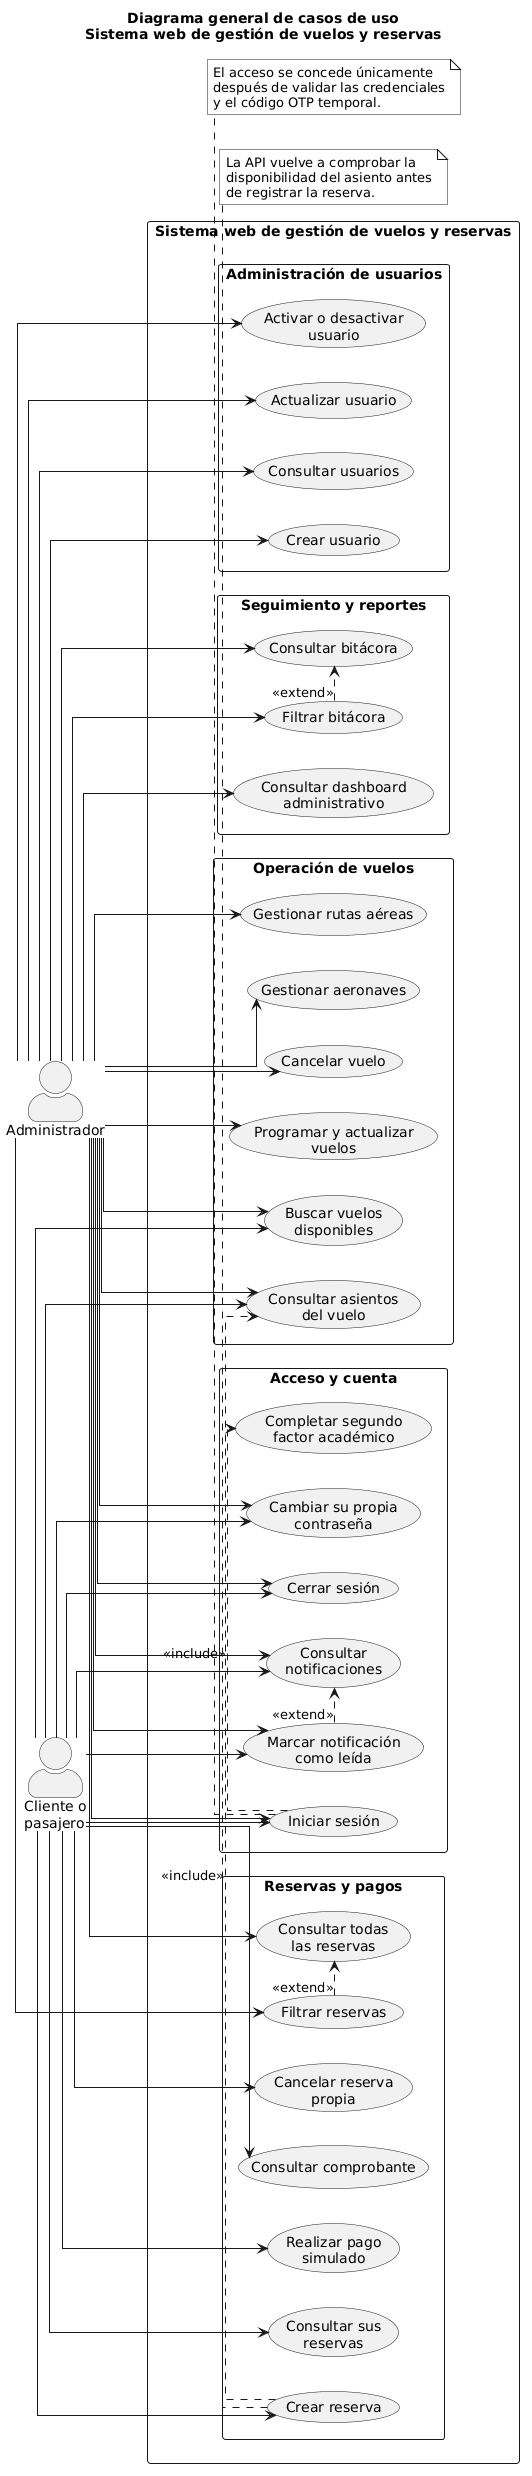 Diagrama general de casos de uso
Sistema web de gestión de vuelos y reservas
El acceso se concede únicamente
después de validar las credenciales
y el código OTP temporal.
La API vuelve a comprobar la
disponibilidad del asiento antes
de registrar la reserva.
Sistema web de gestión de vuelos y reservas
Administración de usuarios
Activar o desactivar
usuario
Actualizar usuario
Consultar usuarios
Crear usuario
Seguimiento y reportes
Consultar bitácora
«extend»
Filtrar bitácora
Consultar dashboard
administrativo
Operación de vuelos
Gestionar rutas aéreas
Gestionar aeronaves
Cancelar vuelo
Administrador
Programar y actualizar
vuelos
Buscar vuelos
disponibles
Consultar asientos
del vuelo
Acceso y cuenta
Completar segundo
factor académico
Cambiar su propia
contraseña
Cerrar sesión
«include»
Consultar
notificaciones
«extend»
Marcar notificación
como leída
Cliente o
pasajero
Iniciar sesión
«include»
Reservas y pagos
Consultar todas
las reservas
«extend»
Filtrar reservas
Cancelar reserva
propia
Consultar comprobante
Realizar pago
simulado
Consultar sus
reservas
Crear reserva